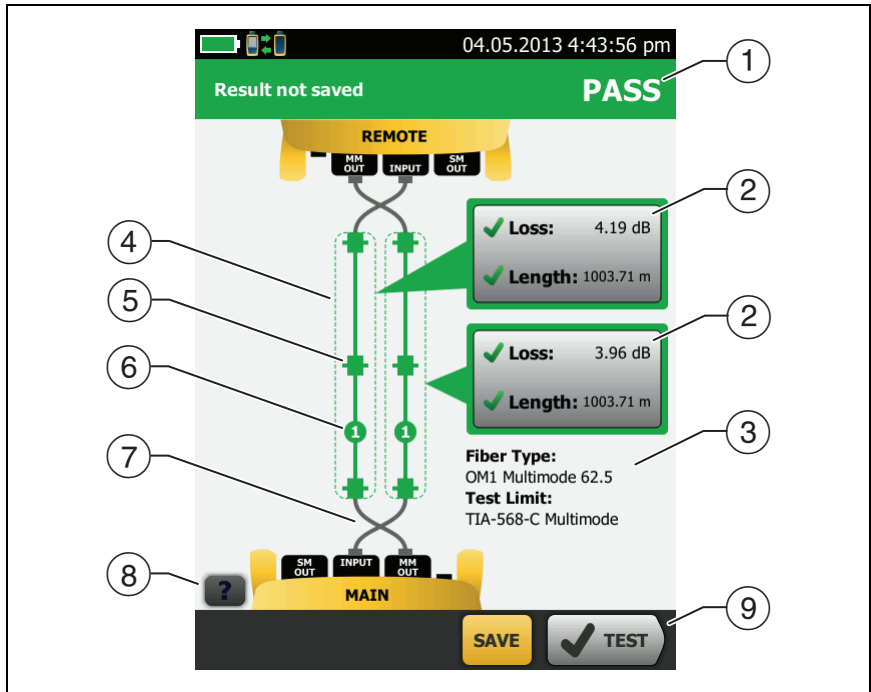 04.05.2013 4:43:56 pm
1
Result not saved PASS
REMOTE
MM OUT INPUT SM OUT
2
Loss: 4.19 dB
Length: 1003.71 m
4
5
2
Loss: 3.96 dB
Length: 1003.71 m
6
1 1
3
Fiber Type:
OM1 Multimode 62.5
Test Limit:
TIA-568-C Multimode
7
SM OUT INPUT MM OUT
8
?
MAIN
9
SAVE TEST